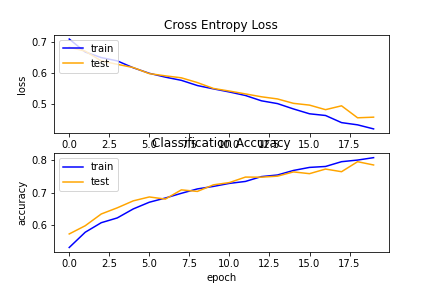 Cross Entropy Loss
0.7
0.6
0.5
loss
train
test
0.0 2.5 5.0 7.5 10.0 12.5 15.0 17.5
Classification Accuracy
0.8
0.7
0.6
accuracy
train
test
0.0 2.5 5.0 7.5 10.0 12.5 15.0 17.5
epoch